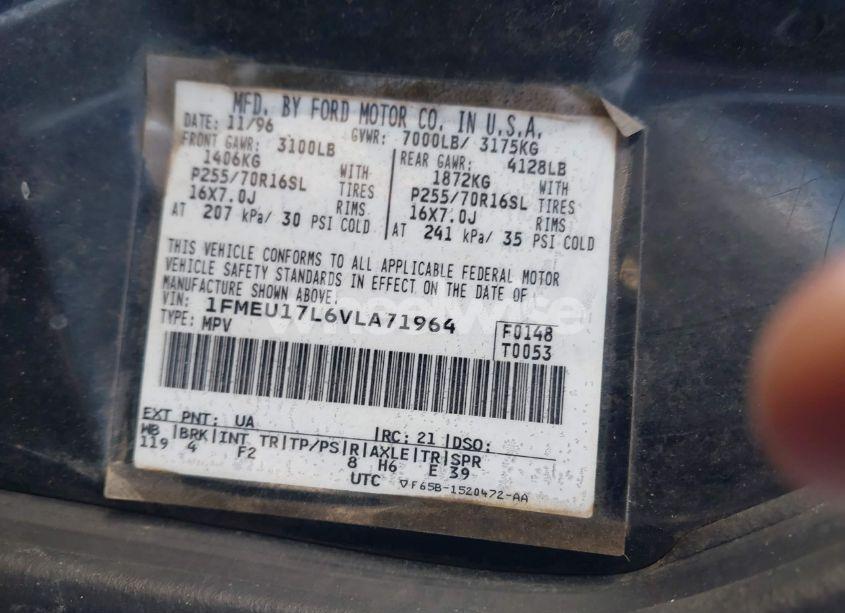 MFD. BY FORD MOTOR CO. IN U.S.A.
DATE: 11/96 GVWR: 7000LB/ 3175KG
FRONT GAWR: 3100LB REAR GAWR: 4128LB
1406KG WITH 1872KG WITH
P255/70R16SL TIRES P255/70R16SL TIRES
16X7.0J RIMS 16X7.0J RIMS
AT 207 kPa/ 30 PSI COLD AT 241 kPa/ 35 PSI COLD
THIS VEHICLE CONFORMS TO ALL APPLICABLE FEDERAL MOTOR
VEHICLE SAFETY STANDARDS IN EFFECT ON THE DATE OF
MANUFACTURE SHOWN ABOVE.
VIN: 1FMEU17L6VLA71964 F0148
TYPE: MPV T0053
EXT PNT: UA RC: 21 DSO:
WB BRK INT TR TP/PS R AXLE TR SPR
119 4 F2 8 H6 E 39
UTC ▽F65B-1520472-AA